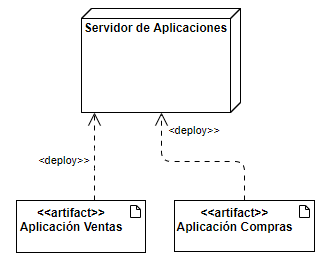 Servidor de Aplicaciones
<deploy>>
<deploy>>
<<artifact>>
Aplicación Ventas
<<artifact>>
Aplicación Compras